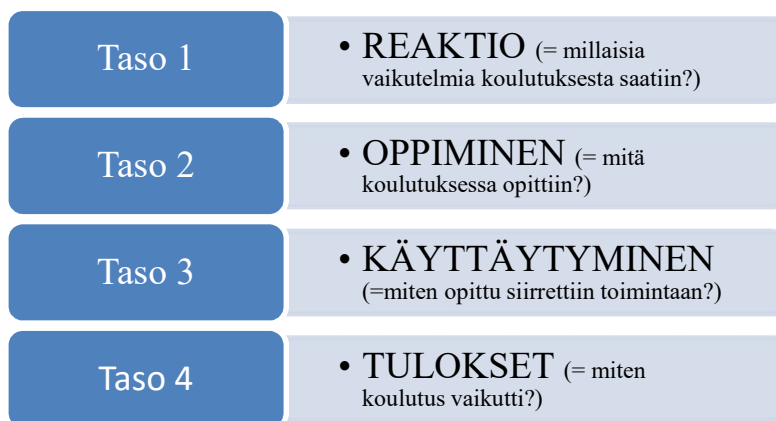 Taso 1
• REAKTIO (= millaisia
vaikutelmia koulutuksesta saatiin?)
Taso 2
• OPPIMINEN (= mitä
koulutuksessa opittiin?)
Taso 3
• KÄYTTÄYTYMINEN
(=miten opittu siirrettiin toimintaan?)
Taso 4
• TULOKSET (= miten
koulutus vaikutti?)